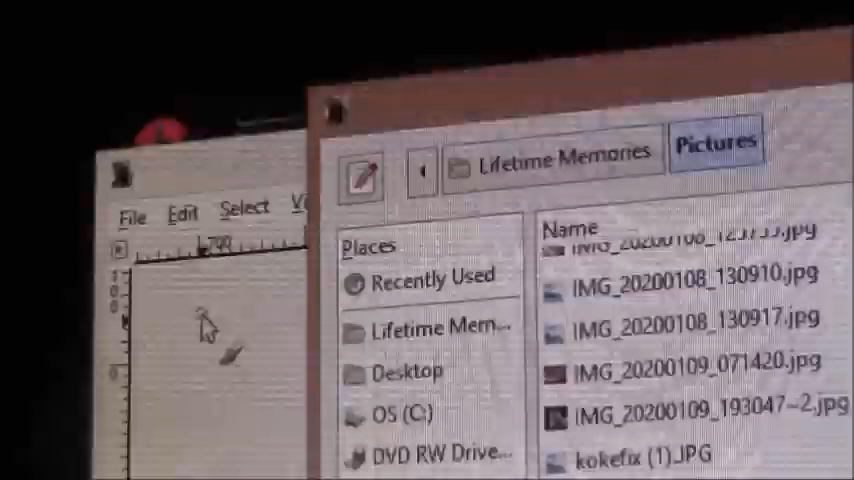 Lifetime Memories
Pictures
File Edit Select
Places
Recently Used
Lifetime Mem...
Desktop
OS (C:)
DVD RW Drive...
Name
IMG_20200108_130910.jpg
IMG_20200108_130917.jpg
IMG_20200109_071420.jpg
IMG_20200109_193047~2.jpg
kokefix (1).JPG